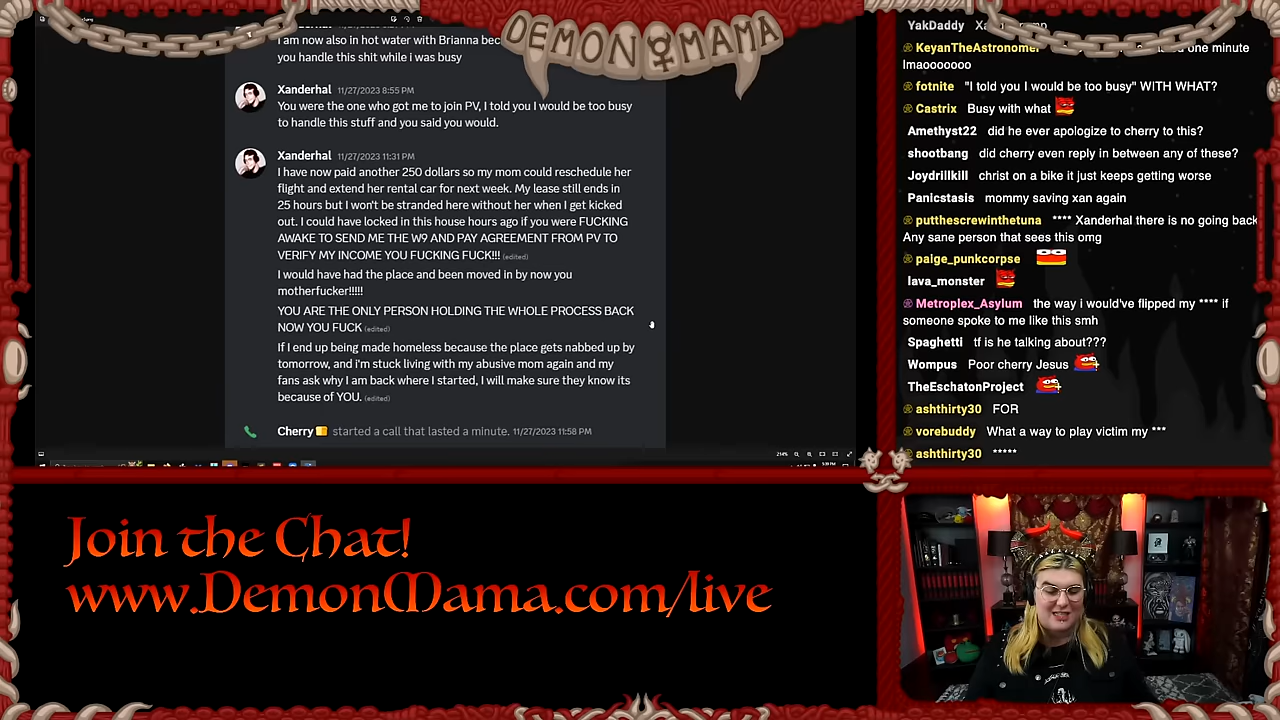 DEMON MAMA
I am now also in hot water with Brianna bec
you handle this shit while i was busy
Xanderhal 11/27/2023 8:55 PM
You were the one who got me to join PV, I told you I would be too busy
to handle this stuff and you said you would.
Xanderhal 11/27/2023 11:31 PM
I have now paid another 250 dollars so my mom could reschedule her
flight and extend her rental car for next week. My lease still ends in
25 hours but I won't be stranded here without her when I get kicked
out. I could have locked in this house hours ago if you were FUCKING
AWAKE TO SEND ME THE W9 AND PAY AGREEMENT FROM PV TO
VERIFY MY INCOME YOU FUCKING FUCK!!! (edited)
I would have had the place and been moved in by now you
motherfucker!!!!!
YOU ARE THE ONLY PERSON HOLDING THE WHOLE PROCESS BACK
NOW YOU FUCK (edited)
If I end up being made homeless because the place gets nabbed up by
tomorrow, and i'm stuck living with my abusive mom again and my
fans ask why I am back where I started, I will make sure they know its
because of YOU. (edited)
Cherry started a call that lasted a minute. 11/27/2023 11:58 PM
214%
YakDaddy
KeyanTheAstronomer one minute
lmaooooooo
fotnite "I told you I would be too busy" WITH WHAT?
Castrix Busy with what
Amethyst22 did he ever apologize to cherry to this?
shootbang did cherry even reply in between any of these?
Joydrillkill christ on a bike it just keeps getting worse
Panicstasis mommy saving xan again
putthescrewinthetuna **** Xanderhal there is no going back
Any sane person that sees this omg
paige_punkcorpse
lava_monster
Metroplex_Asylum the way i would've flipped my **** if
someone spoke to me like this smh
Spaghetti tf is he talking about???
Wompus Poor cherry Jesus
TheEschatonProject
ashthirty30 FOR
vorebuddy What a way to play victim my ***
ashthirty30 *****
Join the Chat!
www.DemonMama.com/live